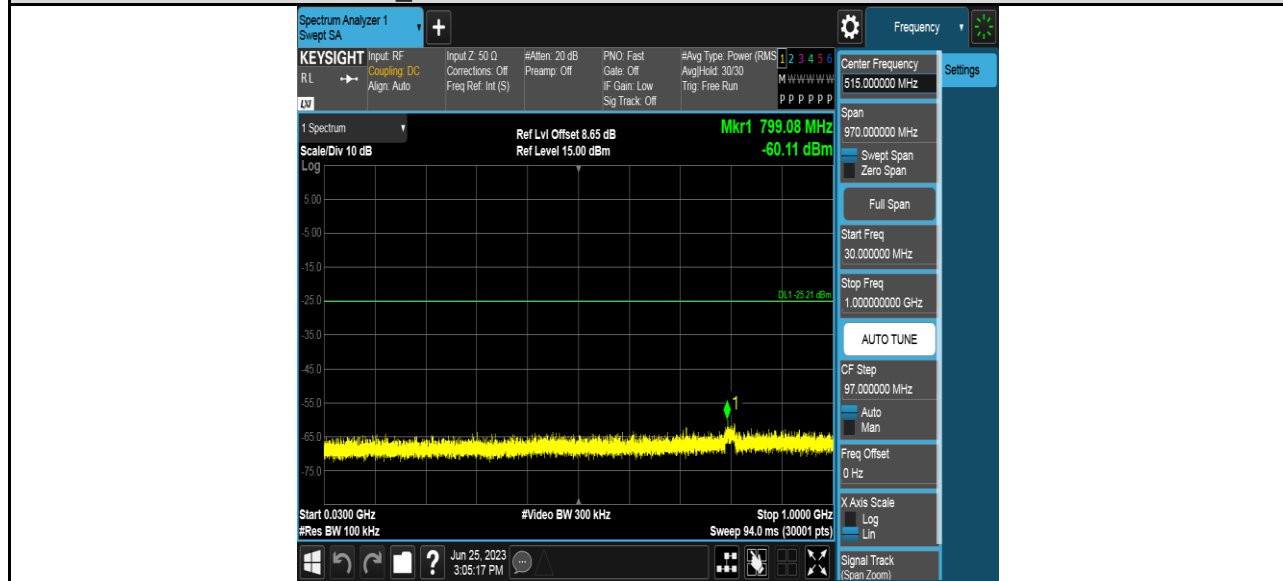 Spectrum Analyzer 1
Swept SA
+
Frequency
KEYSIGHT
RL
LXI
Input: RF
Coupling: DC
Align: Auto
Input Z: 50 Ω
Corrections: Off
Freq Ref: Int (S)
#Atten: 20 dB
Preamp: Off
PNO: Fast
Gate: Off
IF Gain: Low
Sig Track: Off
#Avg Type: Power (RMS
Avg|Hold: 30/30
Trig: Free Run
1 2 3 4 5 6
M W W W W W
P P P P P P
1 Spectrum
Scale/Div 10 dB
Log
Ref Lvl Offset 8.65 dB
Ref Level 15.00 dBm
Mkr1 799.08 MHz
-60.11 dBm
5.00
-5.00
-15.0
-25.0
DL1 -25.21 dBm
-35.0
-45.0
-55.0
1
-65.0
-75.0
Start 0.0300 GHz
#Res BW 100 kHz
#Video BW 300 kHz
Stop 1.0000 GHz
Sweep 94.0 ms (30001 pts)
?
Jun 25, 2023
3:05:17 PM
Center Frequency
515.000000 MHz
Settings
Span
970.000000 MHz
Swept Span
Zero Span
Full Span
Start Freq
30.000000 MHz
Stop Freq
1.000000000 GHz
AUTO TUNE
CF Step
97.000000 MHz
Auto
Man
Freq Offset
0 Hz
X Axis Scale
Log
Lin
Signal Track
(Span Zoom)